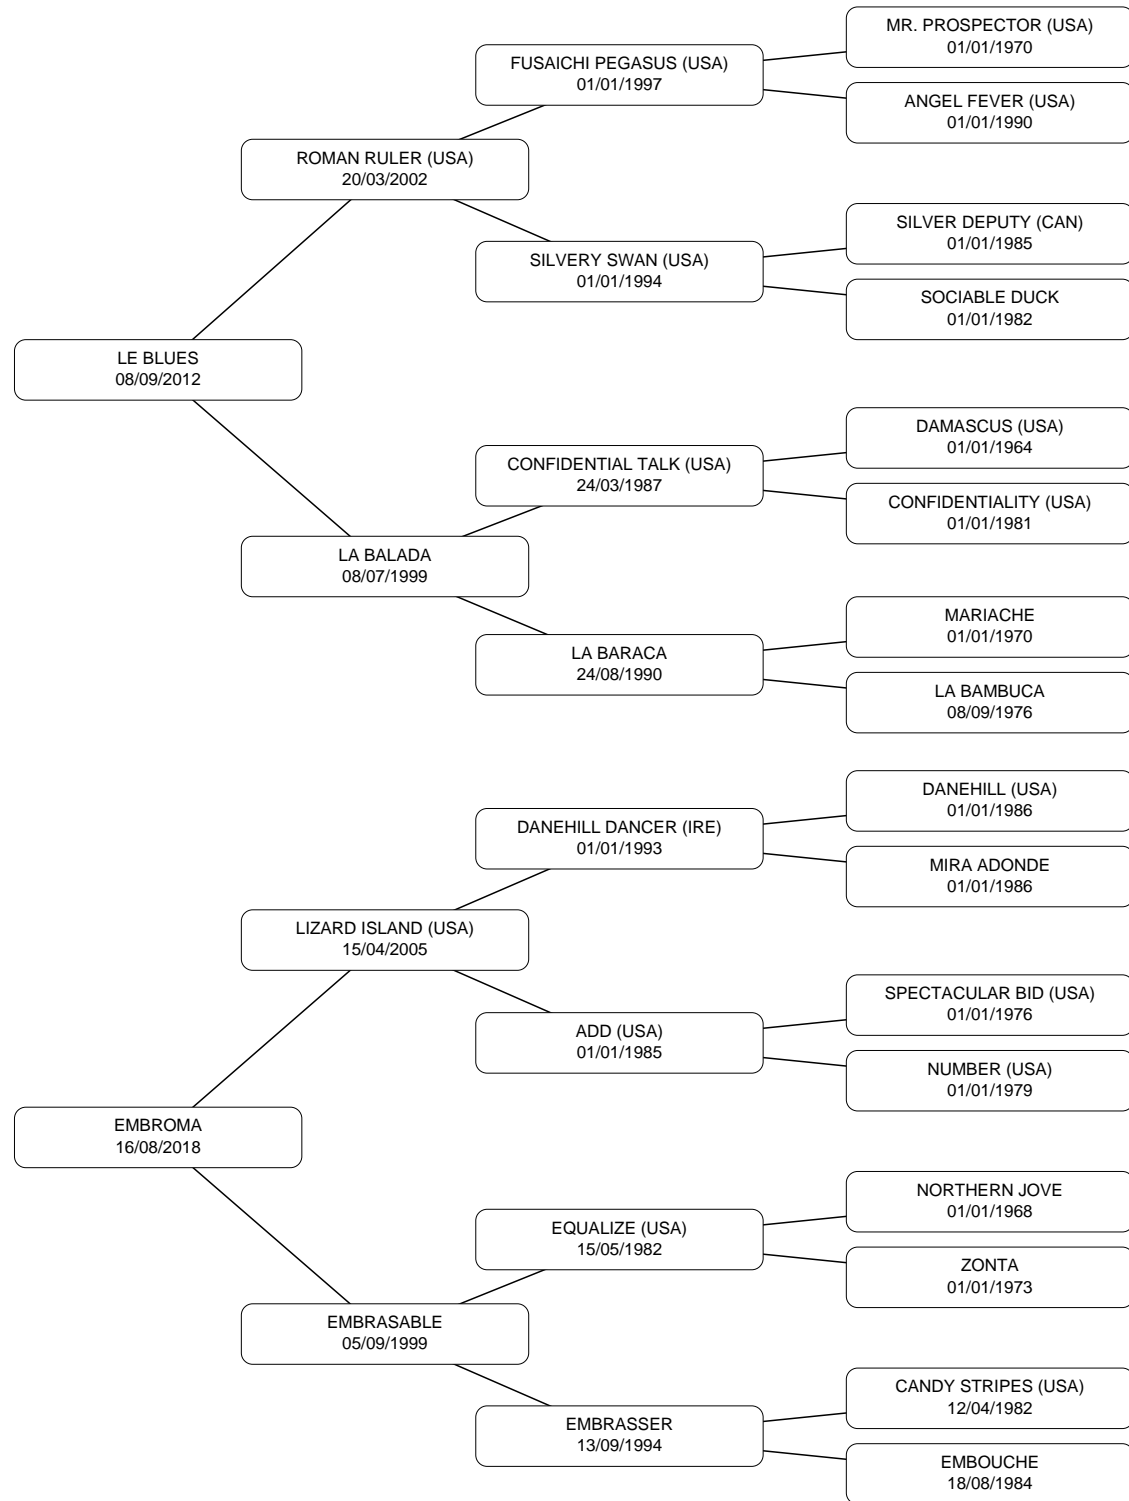 MR. PROSPECTOR (USA)
01/01/1970
FUSAICHI PEGASUS (USA)
01/01/1997
ANGEL FEVER (USA)
01/01/1990
ROMAN RULER (USA)
20/03/2002
SILVER DEPUTY (CAN)
01/01/1985
SILVERY SWAN (USA)
01/01/1994
SOCIABLE DUCK
01/01/1982
LE BLUES
08/09/2012
DAMASCUS (USA)
01/01/1964
CONFIDENTIAL TALK (USA)
24/03/1987
CONFIDENTIALITY (USA)
01/01/1981
LA BALADA
08/07/1999
MARIACHE
01/01/1970
LA BARACA
24/08/1990
LA BAMBUCA
08/09/1976
DANEHILL (USA)
01/01/1986
DANEHILL DANCER (IRE)
01/01/1993
MIRA ADONDE
01/01/1986
LIZARD ISLAND (USA)
15/04/2005
SPECTACULAR BID (USA)
01/01/1976
ADD (USA)
01/01/1985
NUMBER (USA)
01/01/1979
EMBROMA
16/08/2018
NORTHERN JOVE
01/01/1968
EQUALIZE (USA)
15/05/1982
ZONTA
01/01/1973
EMBRASABLE
05/09/1999
CANDY STRIPES (USA)
12/04/1982
EMBRASSER
13/09/1994
EMBOUCHE
18/08/1984